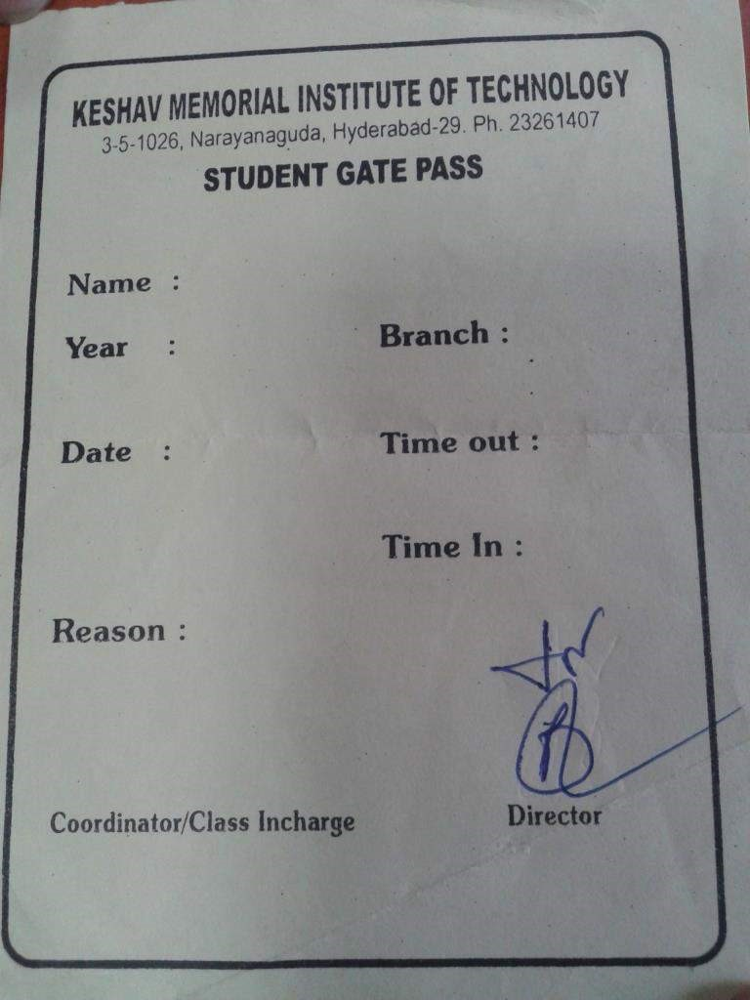 KESHAV MEMORIAL INSTITUTE OF TECHNOLOGY
3-5-1026, Narayanaguda, Hyderabad-29. Ph. 23261407
STUDENT GATE PASS
Name :
Year : Branch :
Date : Time out :
Time In :
Reason :
Coordinator/Class Incharge Director